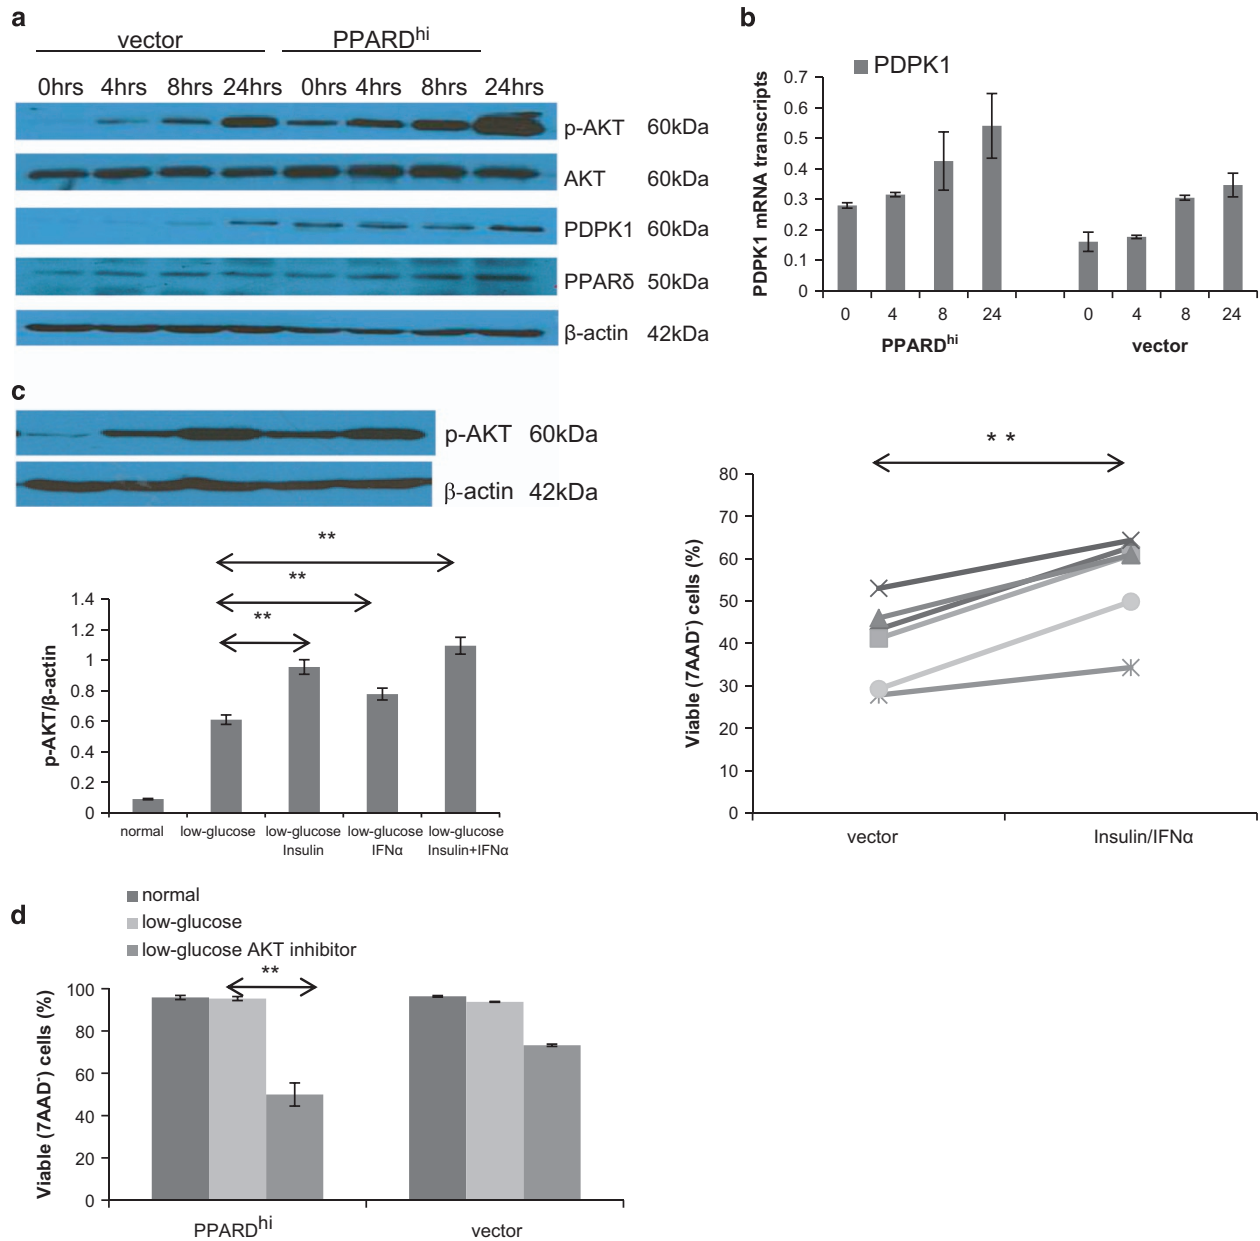 a
vector PPARDhi
0hrs 4hrs 8hrs 24hrs 0hrs 4hrs 8hrs 24hrs
p-AKT 60kDa
AKT 60kDa
PDPK1 60kDa
PPARδ 50kDa
β-actin 42kDa
b
PDPK1
PDPK1 mRNA transcripts
0.7
0.6
0.5
0.4
0.3
0.2
0.1
0
0 4 8 24 0 4 8 24
PPARDhi vector
c
p-AKT 60kDa
β-actin 42kDa
**
**
**
p-AKT/β-actin
1.4
1.2
1
0.8
0.6
0.4
0.2
0
normal low-glucose low-glucose low-glucose low-glucose
Insulin IFNα Insulin+IFNα
* *
Viable (7AAD-) cells (%)
80
70
60
50
40
30
20
10
0
vector Insulin/IFNα
d
normal
low-glucose
low-glucose AKT inhibitor
**
Viable (7AAD-) cells (%)
100
80
60
40
20
0
PPARDhi vector